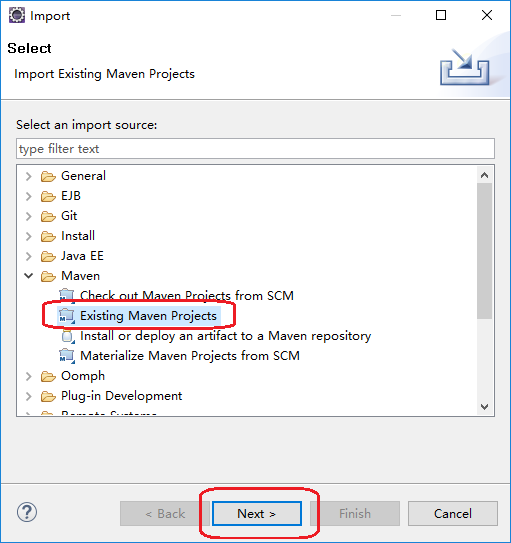 Import
Select
Import Existing Maven Projects
Select an import source:
type filter text
General
EJB
Git
Install
Java EE
Maven
Check out Maven Projects from SCM
Existing Maven Projects
Install or deploy an artifact to a Maven repository
Materialize Maven Projects from SCM
Oomph
Plug-in Development
Remote Systems
< Back
Next >
Finish
Cancel